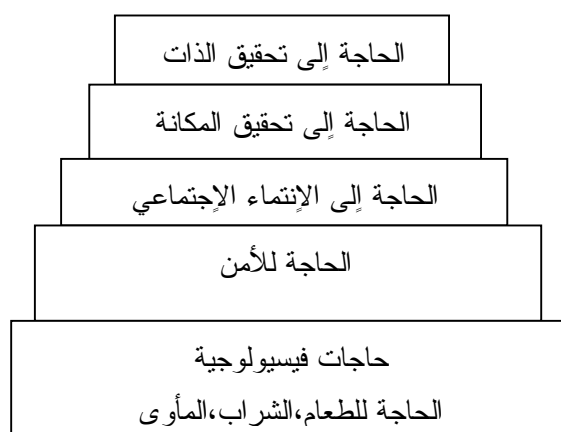 الحاجة إلى تحقيق الذات
الحاجة إلى تحقيق المكانة
الحاجة إلى الإنتماء الإجتماعي
الحاجة للأمن
حاجات فيسيولوجية
الحاجة للطعام،الشراب،المأوى